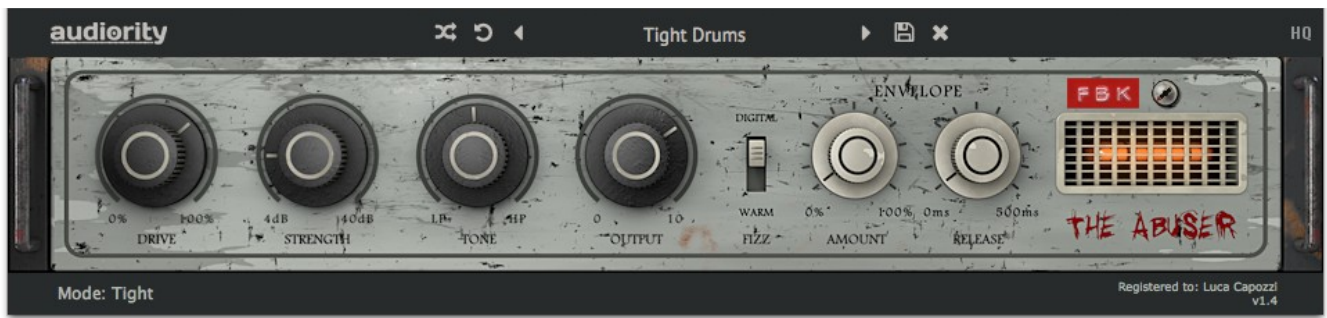 audiority
Tight Drums
HQ
ENVELOPE
FBK
DIGITAL
0% 100%
4dB 40dB
LP HP
0 10
WARM
0% 100%
0ms 500ms
DRIVE
STRENGTH
TONE
OUTPUT
FIZZ
AMOUNT
RELEASE
THE ABUSER
Mode: Tight
Registered to: Luca Capozzi
v1.4